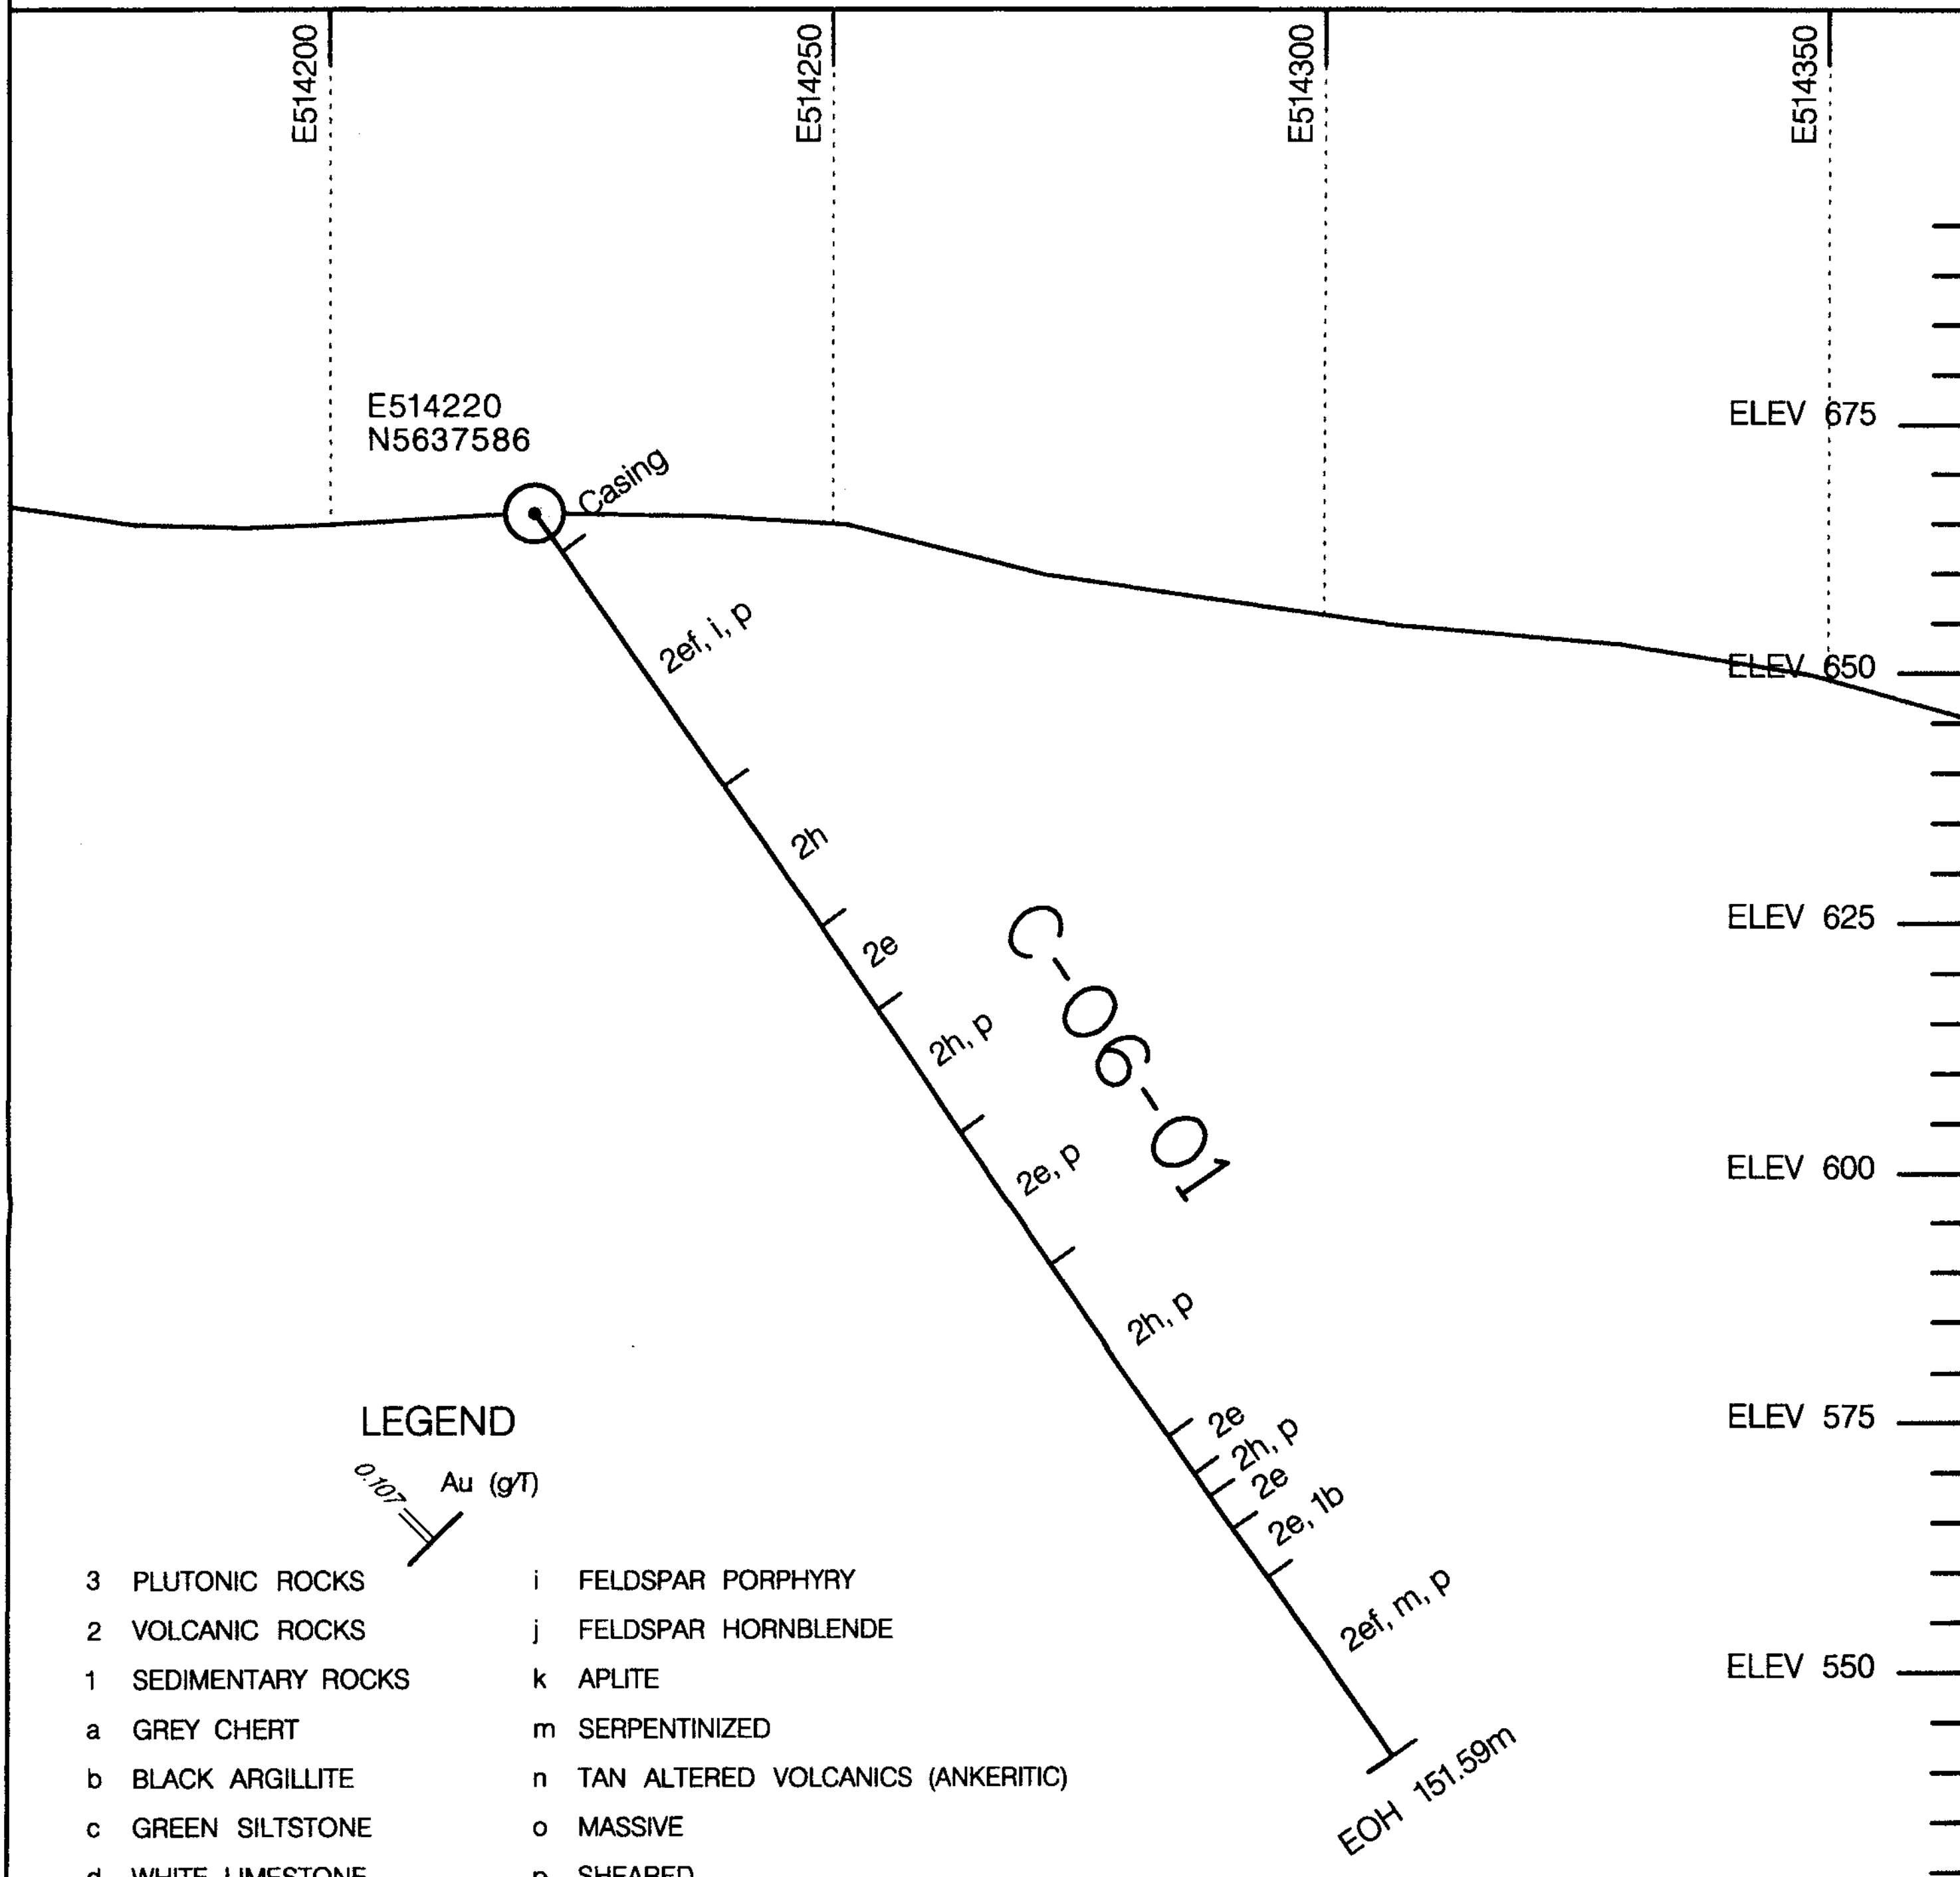 E514200
E514250
E514300
E514350
E514220
N5637586
Casing
ELEV 675
2ef, i, p
ELEV 650
2h
ELEV 625
2e
C-06-01
2h, p
2e, p
ELEV 600
2h, p
2e
2h, p
2e
2e, 1b
ELEV 575
2ef, m, p
ELEV 550
EOH 151.59m
LEGEND
0.107
Au (g/T)
3 PLUTONIC ROCKS
2 VOLCANIC ROCKS
1 SEDIMENTARY ROCKS
a GREY CHERT
b BLACK ARGILLITE
c GREEN SILTSTONE
d WHITE LIMESTONE
i FELDSPAR PORPHYRY
j FELDSPAR HORNBLENDE
k APLITE
m SERPENTINIZED
n TAN ALTERED VOLCANICS (ANKERITIC)
o MASSIVE
p SHEARED